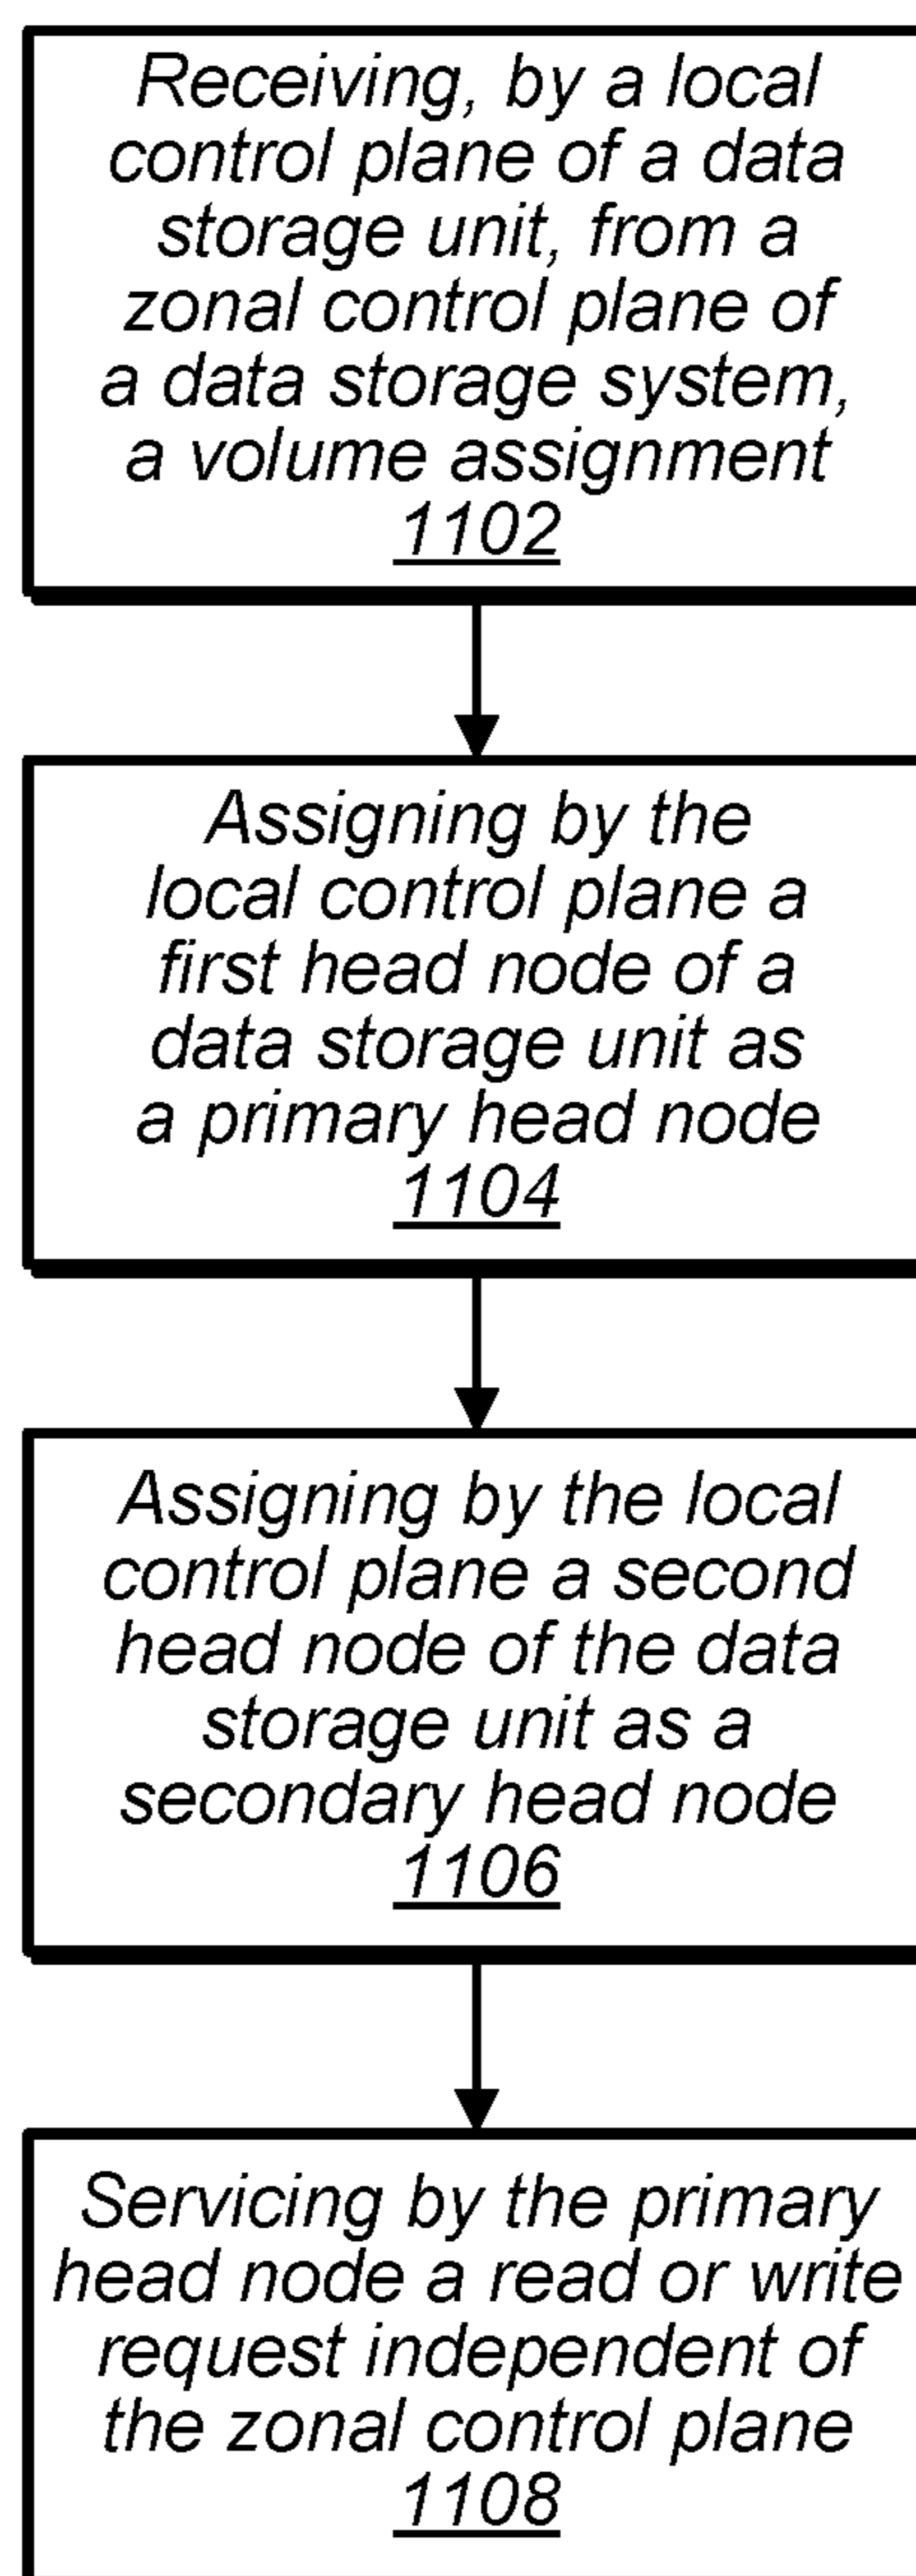 Receiving, by a local
control plane of a data
storage unit, from a
zonal control plane of
a data storage system,
a volume assignment
1102
Assigning by the
local control plane a
first head node of a
data storage unit as
a primary head node
1104
Assigning by the local
control plane a second
head node of the data
storage unit as a
secondary head node
1106
Servicing by the primary
head node a read or write
request independent of
the zonal control plane
1108